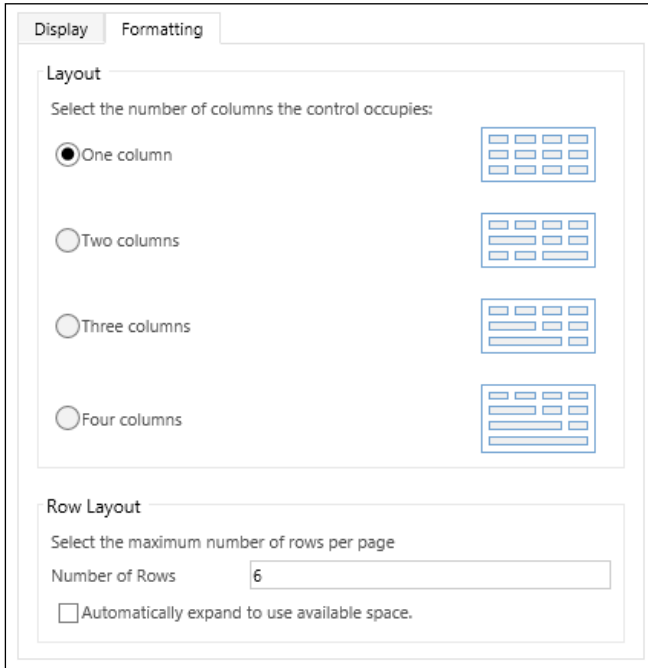 Display Formatting
Layout
Select the number of columns the control occupies:
One column
Two columns
Three columns
Four columns
Row Layout
Select the maximum number of rows per page
Number of Rows 6
Automatically expand to use available space.